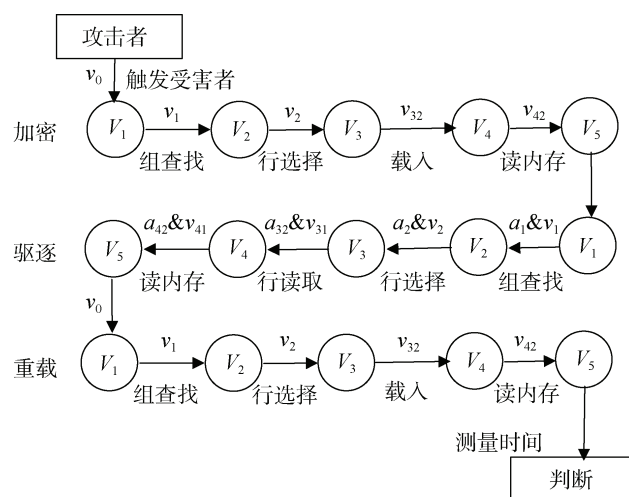 攻击者
v0 触发受害者
v1 v2 v32 v42
加密 V1 V2 V3 V4 V5
组查找 行选择 载入 读内存
a42&v41 a32&v31 a2&v2 a1&v1
驱逐 V5 V4 V3 V2 V1
读内存 行读取 行选择 组查找
v0
v1 v2 v32 v42
重载 V1 V2 V3 V4 V5
组查找 行选择 载入 读内存
测量时间
判断